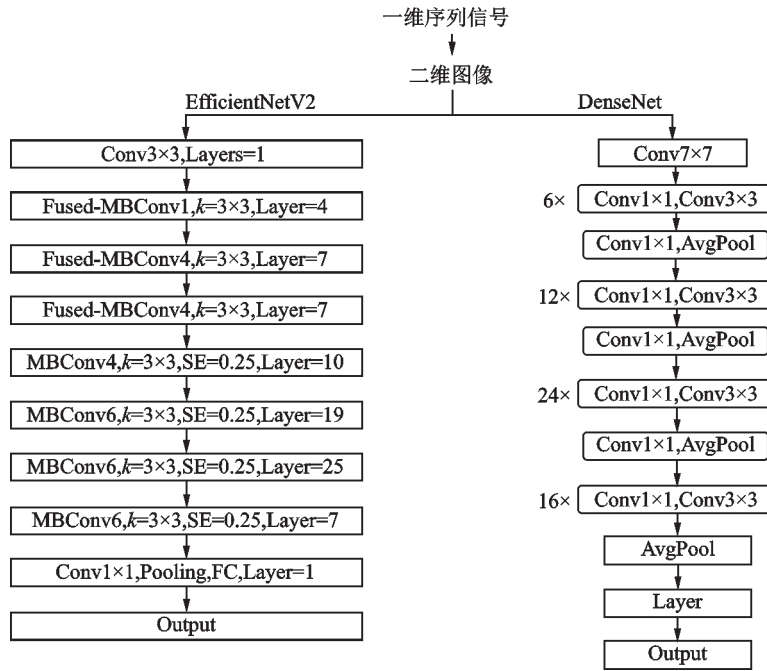 一维序列信号
二维图像
EfficientNetV2
Conv3×3,Layers=1
Fused-MBConv1,k=3×3,Layer=4
Fused-MBConv4,k=3×3,Layer=7
Fused-MBConv4,k=3×3,Layer=7
MBConv4,k=3×3,SE=0.25,Layer=10
MBConv6,k=3×3,SE=0.25,Layer=19
MBConv6,k=3×3,SE=0.25,Layer=25
MBConv6,k=3×3,SE=0.25,Layer=7
Conv1×1,Pooling,FC,Layer=1
Output
DenseNet
Conv7×7
6× Conv1×1,Conv3×3
Conv1×1,AvgPool
12× Conv1×1,Conv3×3
Conv1×1,AvgPool
24× Conv1×1,Conv3×3
Conv1×1,AvgPool
16× Conv1×1,Conv3×3
AvgPool
Layer
Output